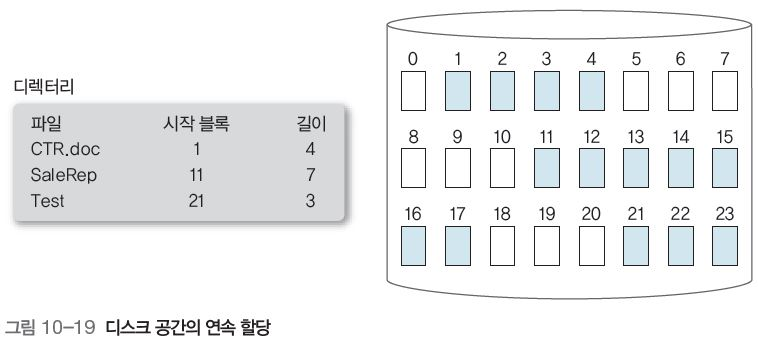 디렉터리
파일 시작 블록 길이
CTR.doc 1 4
SaleRep 11 7
Test 21 3
0 1 2 3 4 5 6 7
8 9 10 11 12 13 14 15
16 17 18 19 20 21 22 23
그림 10-19 디스크 공간의 연속 할당